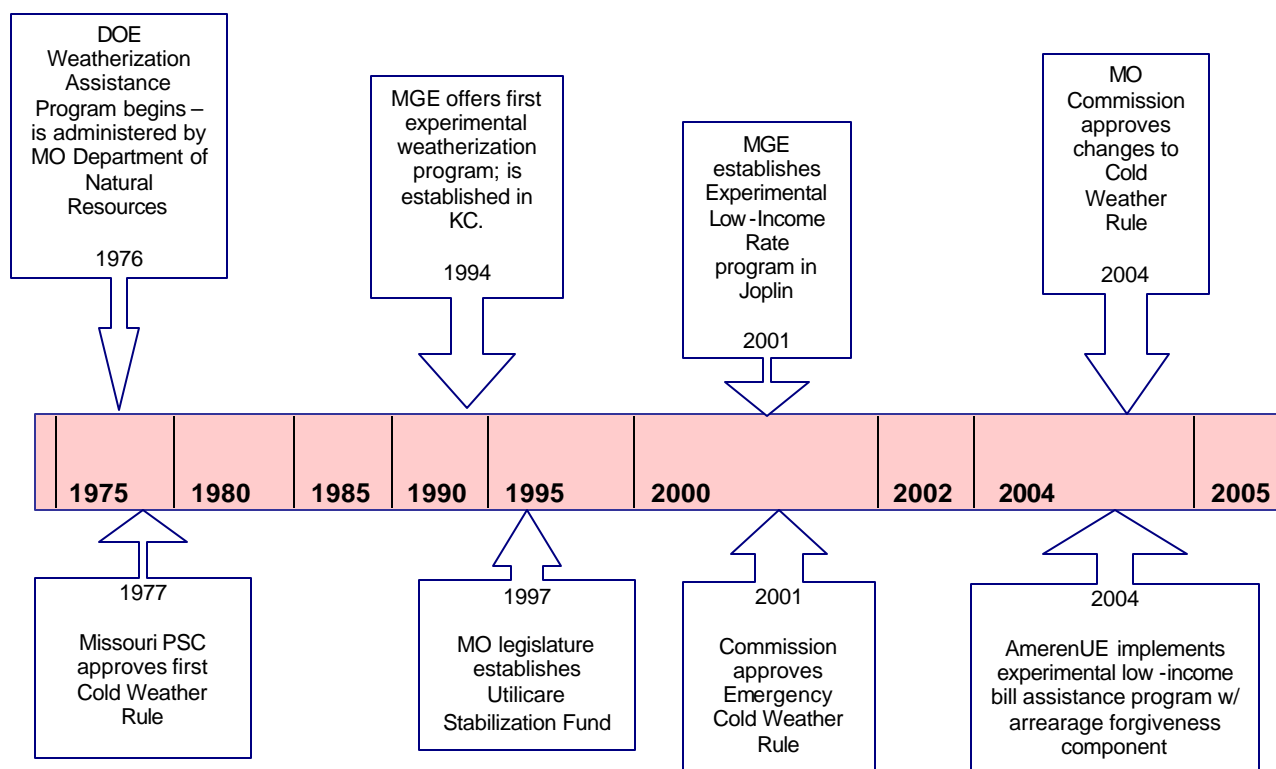 DOE
Weatherization
Assistance
Program begins –
is administered by
MO Department of
Natural
Resources
1976
MGE offers first
experimental
weatherization
program; is
established in
KC.
1994
MGE
establishes
Experimental
Low -Income
Rate
program in
Joplin
2001
MO
Commission
approves
changes to
Cold
Weather
Rule
2004
1975 1980 1985 1990 1995 2000 2002 2004 2005
1977
Missouri PSC
approves first
Cold Weather
Rule
1997
MO legislature
establishes
Utilicare
Stabilization Fund
2001
Commission
approves
Emergency
Cold Weather
Rule
2004
AmerenUE implements
experimental low -income
bill assistance program w/
arrearage forgiveness
component